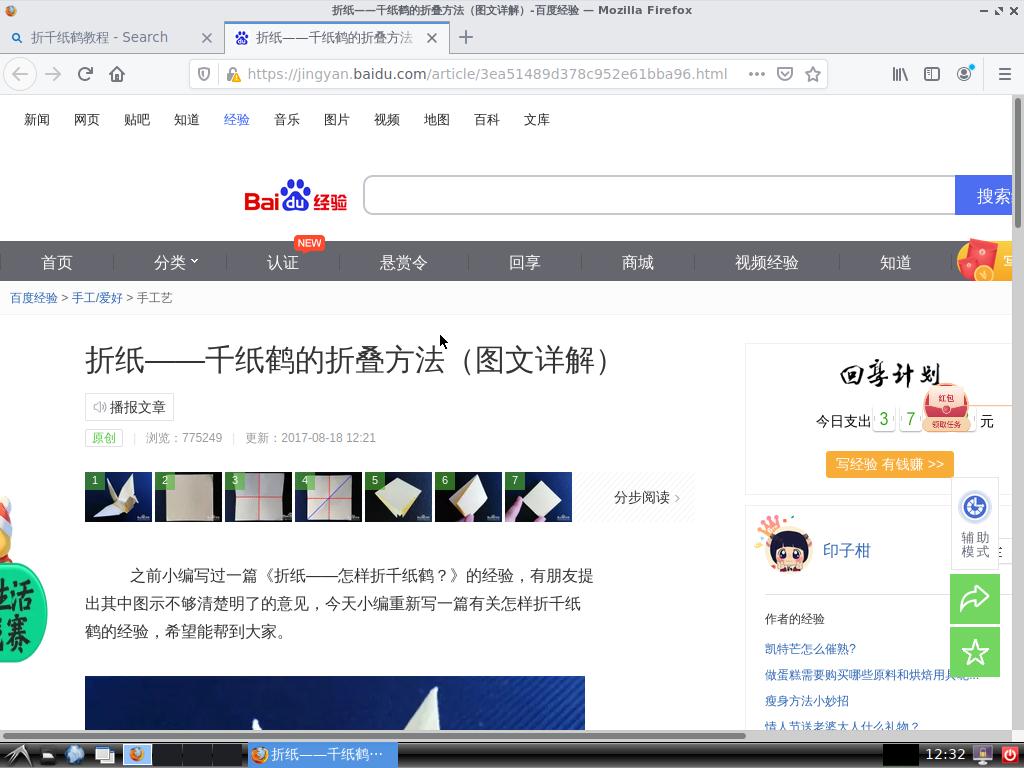 折纸——千纸鹤的折叠方法（图文详解）-百度经验 — Mozilla Firefox
折千纸鹤教程 - Search
折纸——千纸鹤的折叠方法
https://jingyan.baidu.com/article/3ea51489d378c952e61bba96.html
新闻 网页 贴吧 知道 经验 音乐 图片 视频 地图 百科 文库
Baidu 经验
搜索
NEW
首页 分类 认证 悬赏令 回享 商城 视频经验 知道
百度经验 > 手工/爱好 > 手工艺
折纸——千纸鹤的折叠方法（图文详解）
播报文章
原创 浏览：775249 更新：2017-08-18 12:21
1 2 3 4 5 6 7
分步阅读 >
之前小编写过一篇《折纸——怎样折千纸鹤？》的经验，有朋友提
出其中图示不够清楚明了的意见，今天小编重新写一篇有关怎样折千纸
鹤的经验，希望能帮到大家。
回享计划
今日支出 3 7 元
红包
领取任务
写经验 有钱赚 >>
印子柑
辅助
模式
作者的经验
凯特芒怎么催熟?
做蛋糕需要购买哪些原料和烘焙用具呢...
瘦身方法小妙招
情人节送老婆大人什么礼物？
折纸——千纸鹤···
12:32